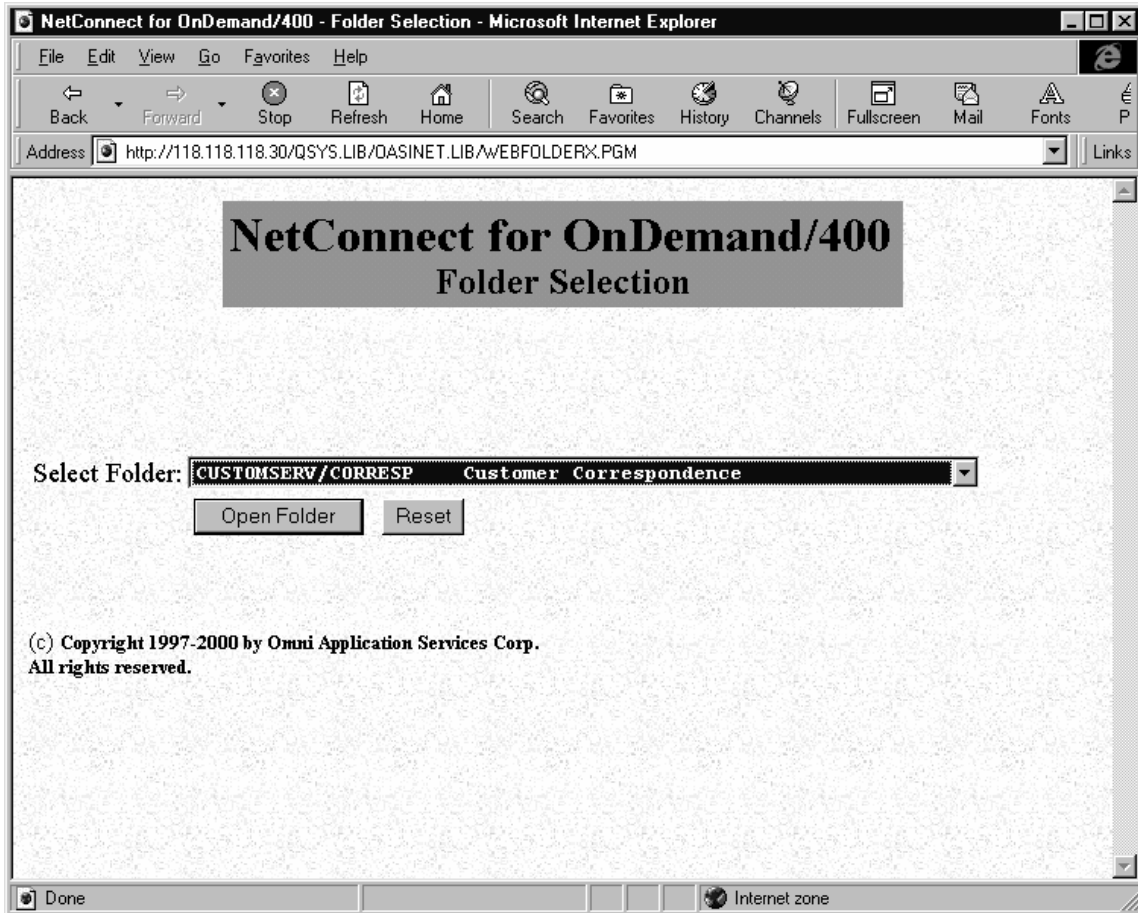 NetConnect for OnDemand/400 - Folder Selection - Microsoft Internet Explorer
File Edit View Go Favorites Help
Back Forward Stop Refresh Home Search Favorites History Channels Fullscreen Mail Fonts P
Address http://118.118.118.30/QSYS.LIB/OASINET.LIB/WEBFOLDERX.PGM Links
NetConnect for OnDemand/400
Folder Selection
Select Folder: CUSTOMSERV/CORRESP Customer Correspondence
Open Folder Reset
(c) Copyright 1997-2000 by Omni Application Services Corp.
All rights reserved.
Done Internet zone